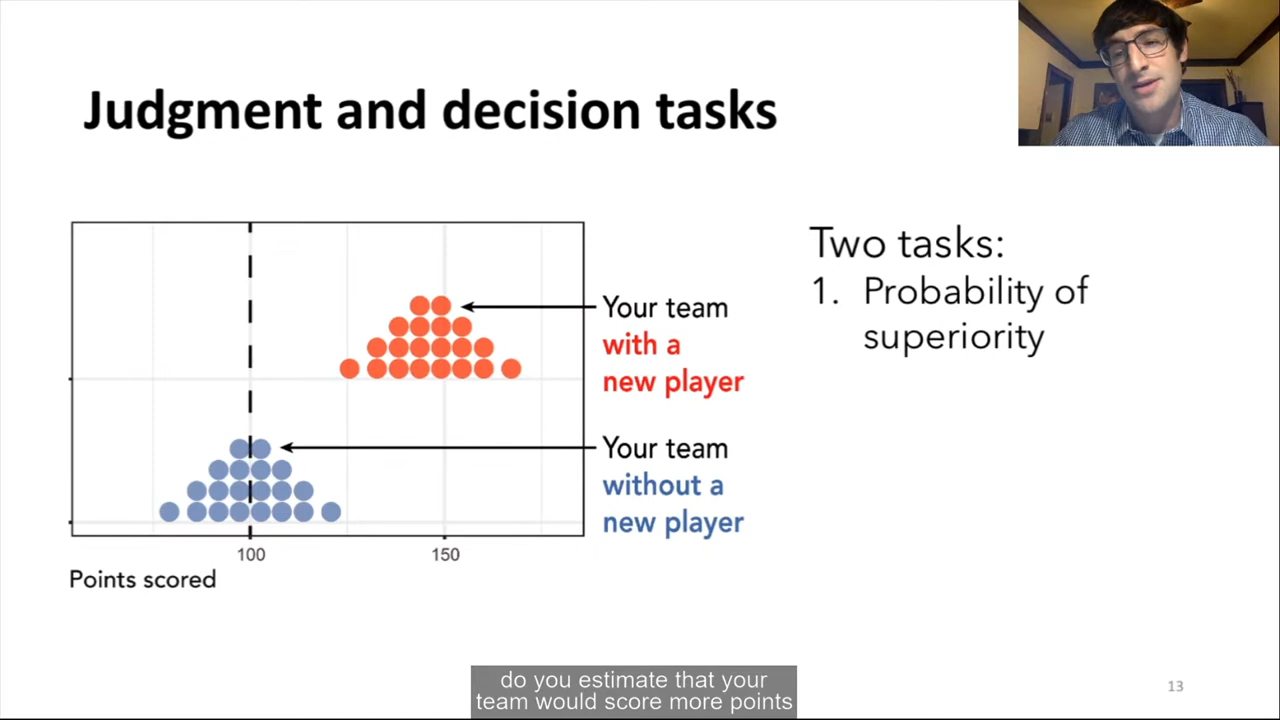 Judgment and decision tasks
Your team
with a
new player
Your team
without a
new player
100
150
Points scored
Two tasks:
1. Probability of
superiority
do you estimate that your
team would score more points
13